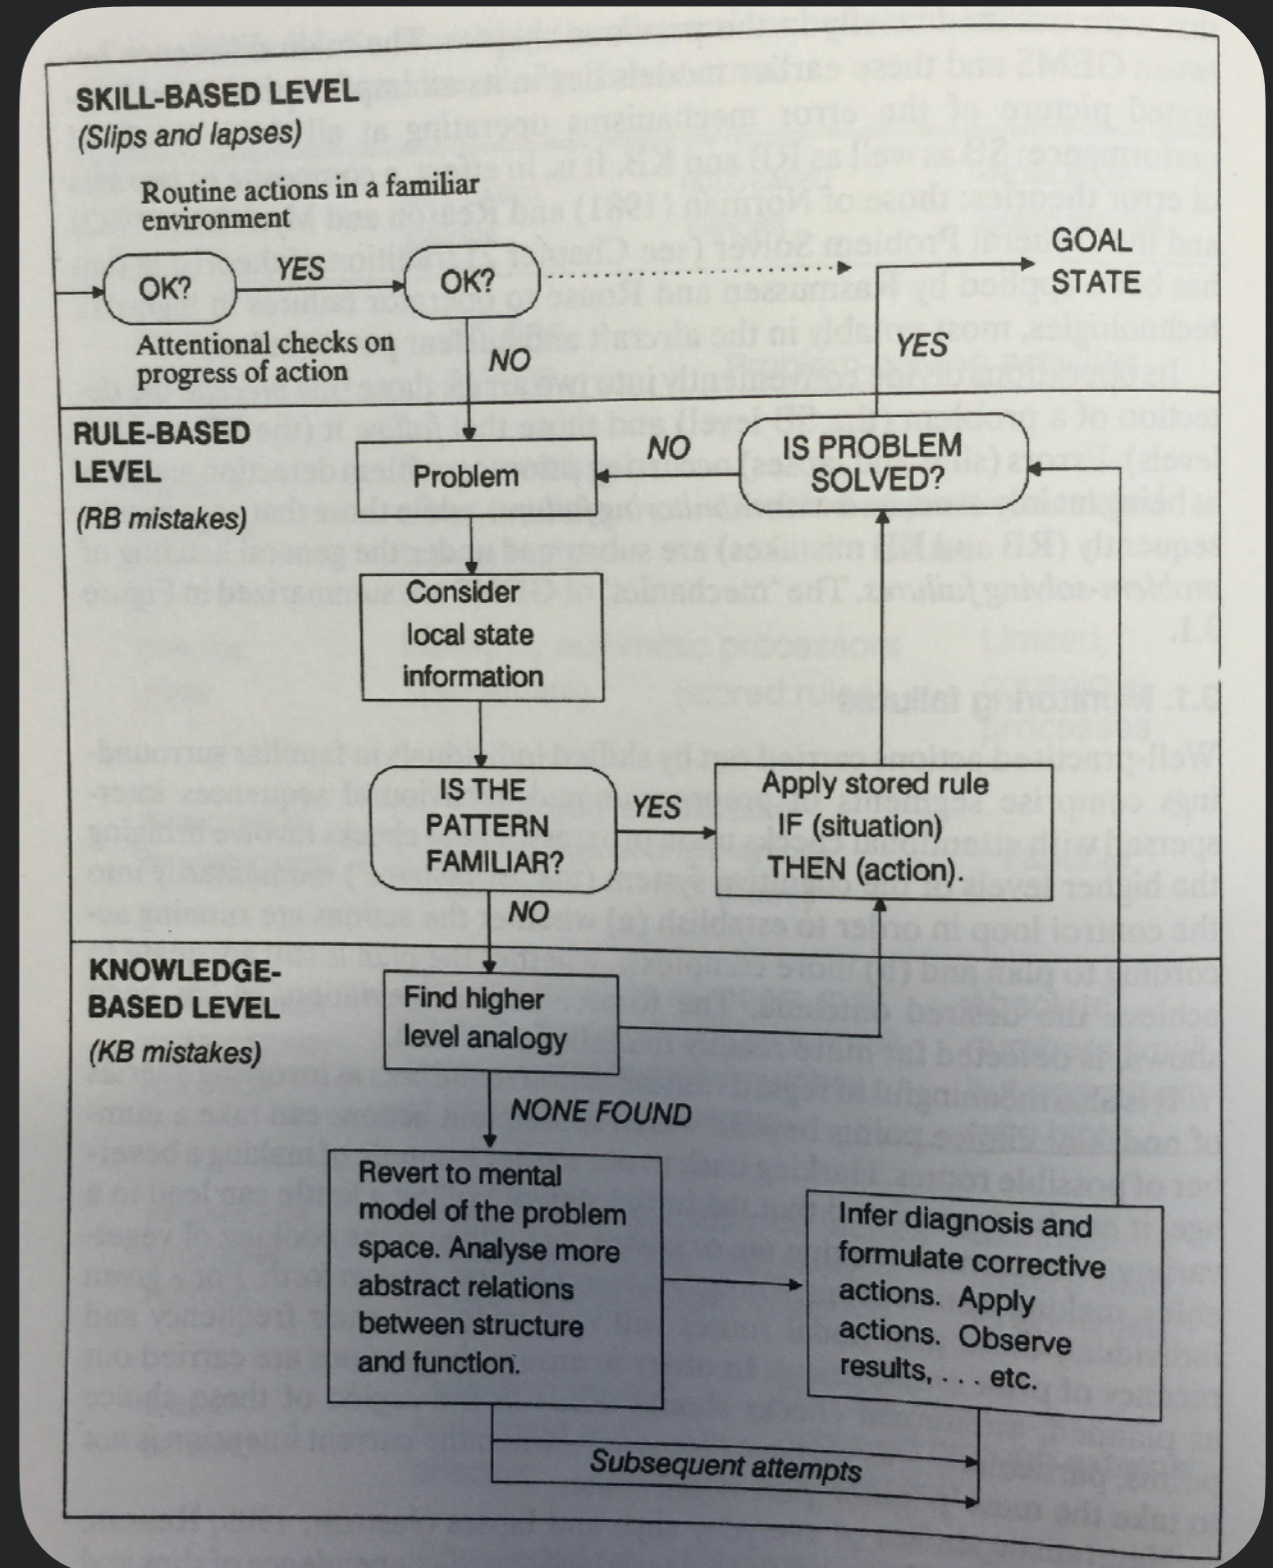 SKILL-BASED LEVEL
(Slips and lapses)
Routine actions in a familiar
environment
OK?
YES
OK?
GOAL
STATE
Attentional checks on
progress of action
NO
YES
RULE-BASED
LEVEL
(RB mistakes)
Problem
NO
IS PROBLEM
SOLVED?
Consider
local state
information
IS THE
PATTERN
FAMILIAR?
YES
Apply stored rule
IF (situation)
THEN (action).
NO
KNOWLEDGE-
BASED LEVEL
(KB mistakes)
Find higher
level analogy
NONE FOUND
Revert to mental
model of the problem
space. Analyse more
abstract relations
between structure
and function.
Infer diagnosis and
formulate corrective
actions. Apply
actions. Observe
results, . . . etc.
Subsequent attempts